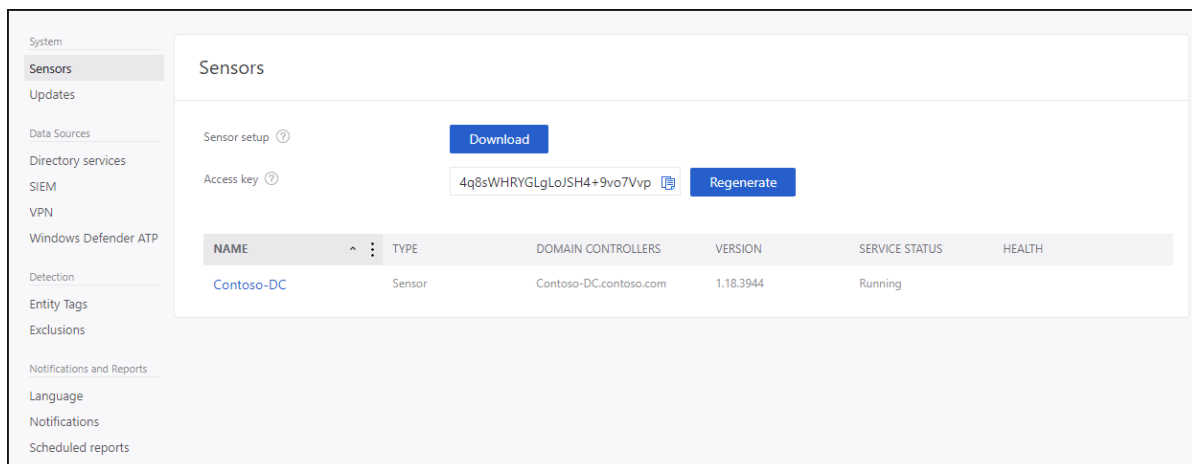 System
Sensors
Updates
Data Sources
Directory services
SIEM
VPN
Windows Defender ATP
Detection
Entity Tags
Exclusions
Notifications and Reports
Language
Notifications
Scheduled reports
Sensors
Sensor setup ?
Download
Access key ?
4q8sWHRYGLgLoJSH4+9vo7Vvp
Regenerate
NAME TYPE DOMAIN CONTROLLERS VERSION SERVICE STATUS HEALTH
Contoso-DC Sensor Contoso-DC.contoso.com 1.18.3944 Running